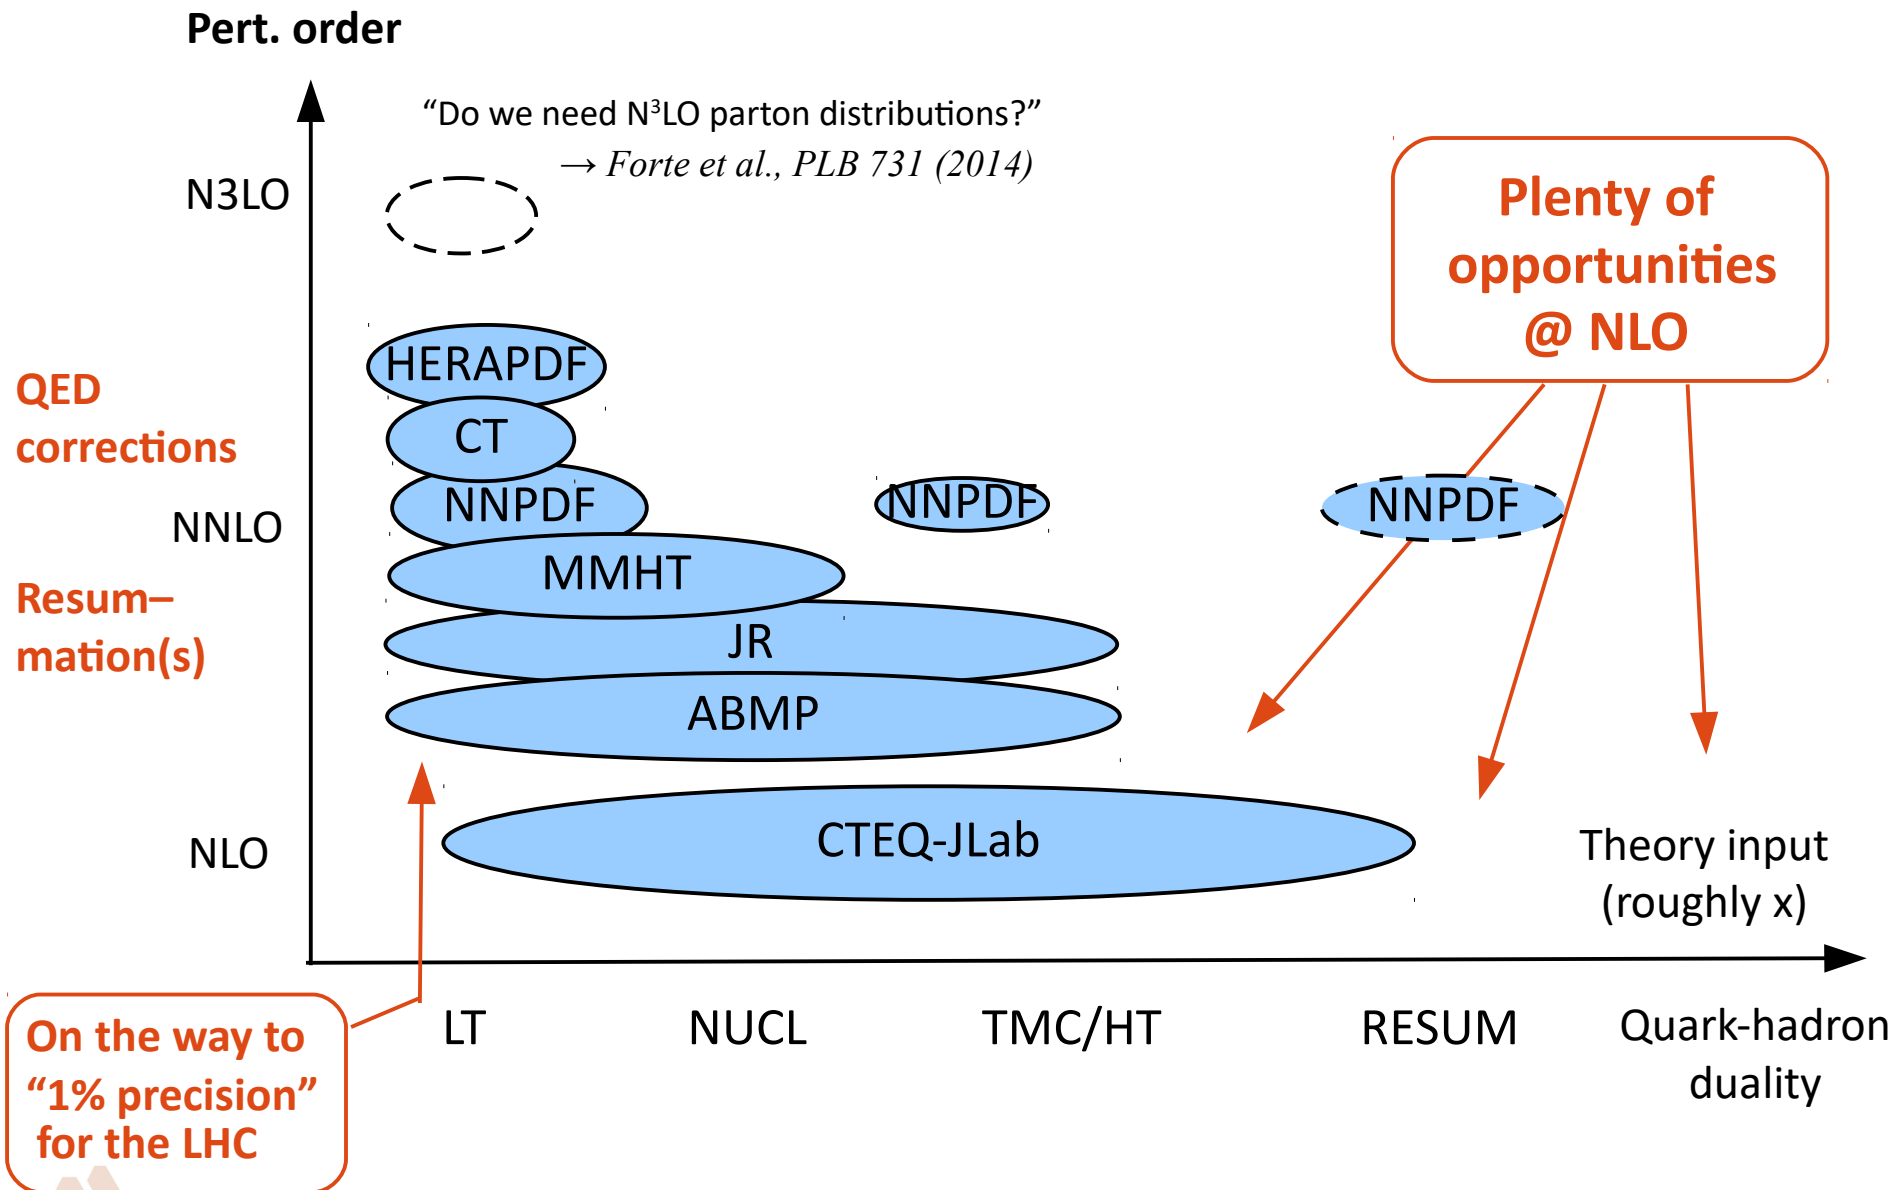 Pert. order
“Do we need N³LO parton distributions?”
→ Forte et al., PLB 731 (2014)
N3LO
Plenty of
opportunities
@ NLO
HERAPDF
QED
corrections
CT
NNPDF
NNPDF
NNPDF
NNLO
MMHT
Resum–
mation(s)
JR
ABMP
CTEQ-JLab
NLO
Theory input
(roughly x)
On the way to
“1% precision”
for the LHC
LT
NUCL
TMC/HT
RESUM
Quark-hadron
duality